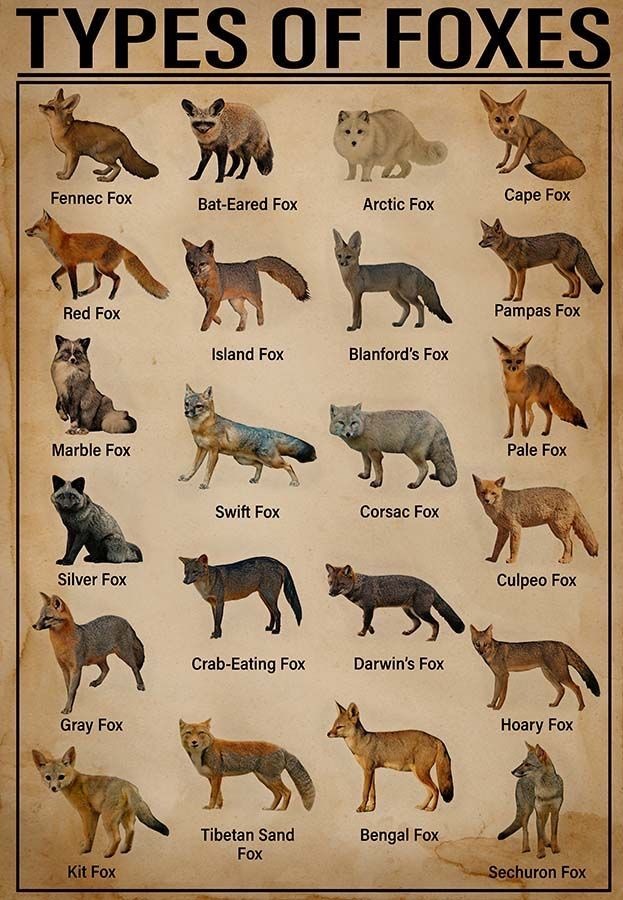 TYPES OF FOXES
Fennec Fox
Bat-Eared Fox
Arctic Fox
Cape Fox
Red Fox
Island Fox
Blanford's Fox
Pampas Fox
Marble Fox
Swift Fox
Corsac Fox
Pale Fox
Silver Fox
Crab-Eating Fox
Darwin's Fox
Culpeo Fox
Gray Fox
Tibetan Sand
Fox
Bengal Fox
Hoary Fox
Kit Fox
Sechuron Fox